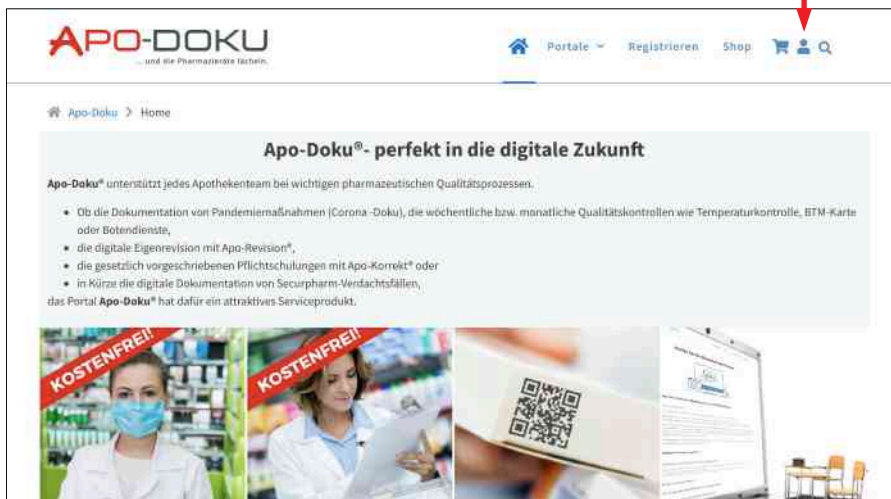 APO-DOKU
... und die Pharmazieräte lächeln.
Portale Registrieren Shop
Apo-Doku > Home
Apo-Doku®- perfekt in die digitale Zukunft
Apo-Doku® unterstützt jedes Apothekenteam bei wichtigen pharmazeutischen Qualitätsprozessen.
• Ob die Dokumentation von Pandemiemaßnahmen (Corona -Doku), die wöchentliche bzw. monatliche Qualitätskontrollen wie Temperaturkontrolle, BTM-Karte
oder Botendienste,
• die digitale Eigenrevision mit Apo-Revision®,
• die gesetzlich vorgeschriebenen Pflichtschulungen mit Apo-Korrekt® oder
• in Kürze die digitale Dokumentation von Securpharm-Verdachtsfällen,
das Portal Apo-Doku® hat dafür ein attraktives Serviceprodukt.
KOSTENFREI!
KOSTENFREI!